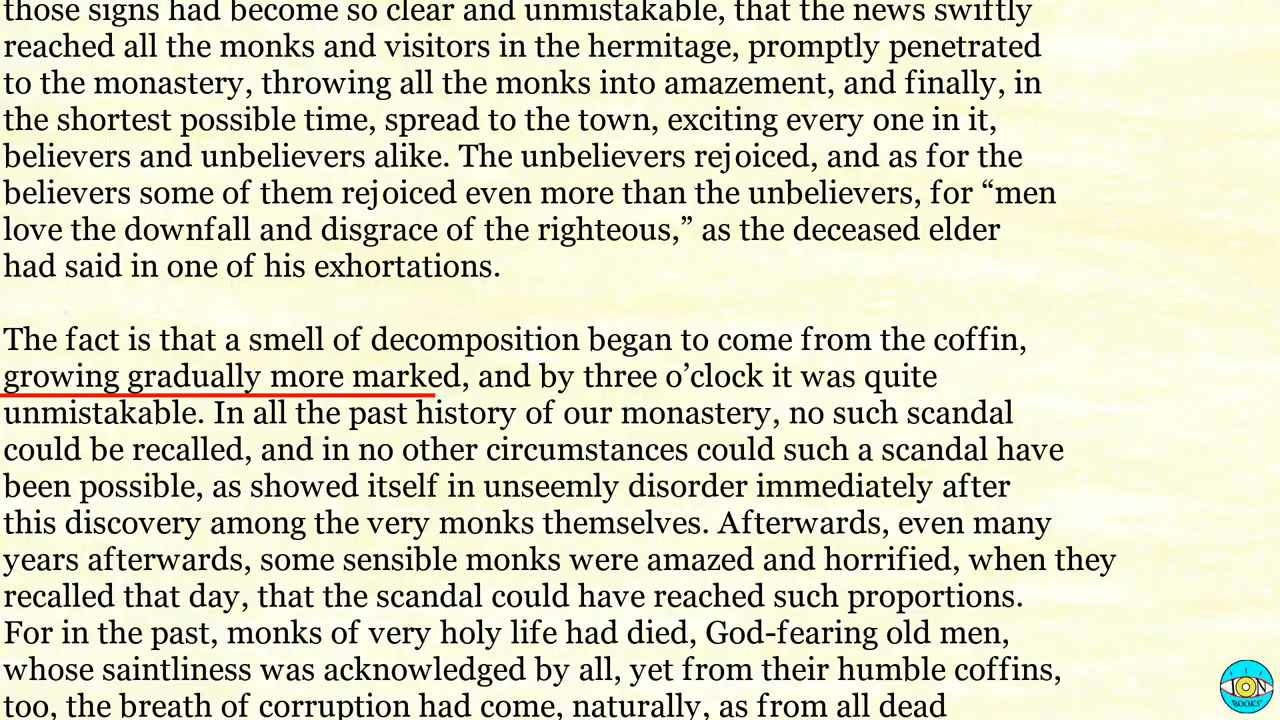 those signs had become so clear and unmistakable, that the news swiftly
reached all the monks and visitors in the hermitage, promptly penetrated
to the monastery, throwing all the monks into amazement, and finally, in
the shortest possible time, spread to the town, exciting every one in it,
believers and unbelievers alike. The unbelievers rejoiced, and as for the
believers some of them rejoiced even more than the unbelievers, for “men
love the downfall and disgrace of the righteous,” as the deceased elder
had said in one of his exhortations.
The fact is that a smell of decomposition began to come from the coffin,
growing gradually more marked, and by three o’clock it was quite
unmistakable. In all the past history of our monastery, no such scandal
could be recalled, and in no other circumstances could such a scandal have
been possible, as showed itself in unseemly disorder immediately after
this discovery among the very monks themselves. Afterwards, even many
years afterwards, some sensible monks were amazed and horrified, when they
recalled that day, that the scandal could have reached such proportions.
For in the past, monks of very holy life had died, God-fearing old men,
whose saintliness was acknowledged by all, yet from their humble coffins,
too, the breath of corruption had come, naturally, as from all dead
ION
BOOKS